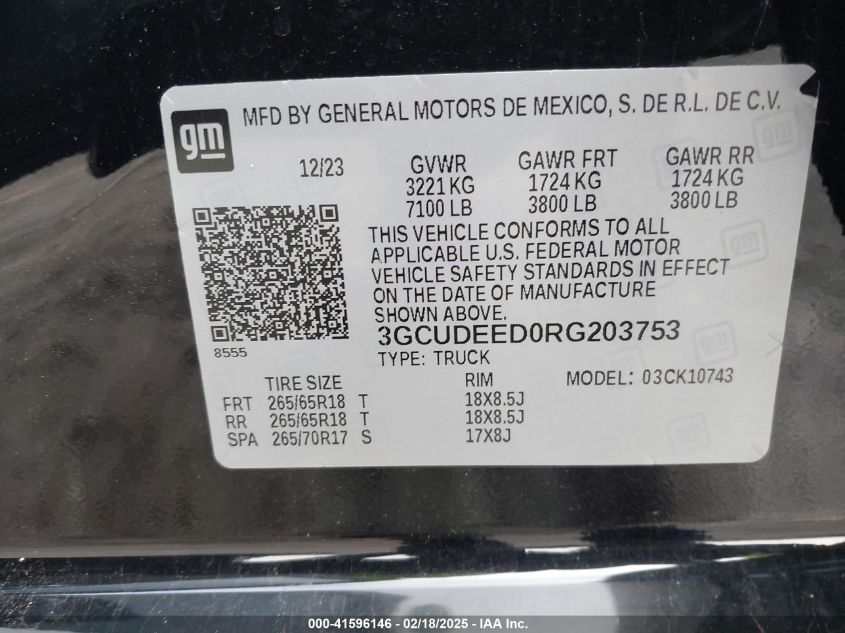 gm
MFD BY GENERAL MOTORS DE MEXICO, S. DE R.L. DE C.V.
12/23 GVWR GAWR FRT GAWR RR
3221 KG 1724 KG 1724 KG
7100 LB 3800 LB 3800 LB
THIS VEHICLE CONFORMS TO ALL
APPLICABLE U.S. FEDERAL MOTOR
VEHICLE SAFETY STANDARDS IN EFFECT
ON THE DATE OF MANUFACTURE
SHOWN ABOVE.
3GCUDEED0RG203753
8555
TYPE: TRUCK
MODEL: 03CK10743
TIRE SIZE RIM
FRT 265/65R18 T 18X8.5J
RR 265/65R18 T 18X8.5J
SPA 265/70R17 S 17X8J
000-41596146 - 02/18/2025 - IAA Inc.